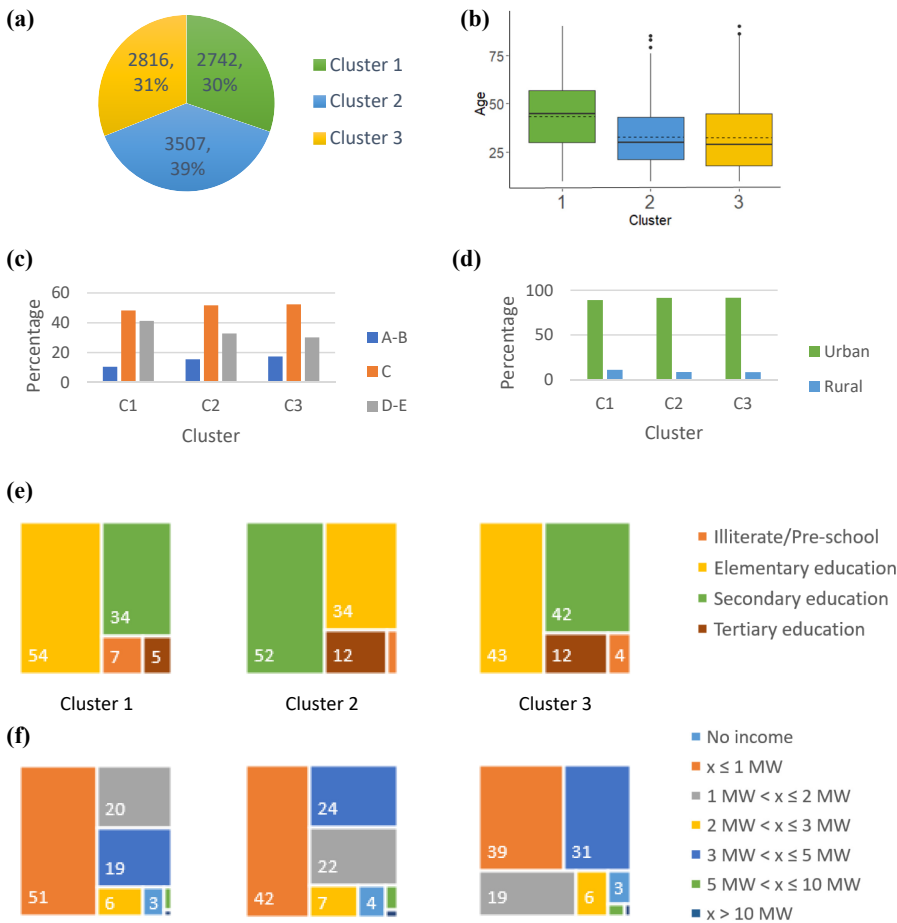 (a)
2816,
31%
2742,
30%
3507,
39%
Cluster 1
Cluster 2
Cluster 3
(b)
Age
75
50
25
1 2 3
Cluster
(c)
Percentage
60
40
20
0
C1 C2 C3
Cluster
A-B
C
D-E
(d)
Percentage
100
50
0
C1 C2 C3
Cluster
Urban
Rural
(e)
54
34
7
5
Cluster 1
52
34
12
Cluster 2
43
42
12
4
Cluster 3
Illiterate/Pre-school
Elementary education
Secondary education
Tertiary education
(f)
51
20
19
6
3
42
24
22
7
4
39
31
19
6
3
No income
x ≤ 1 MW
1 MW < x ≤ 2 MW
2 MW < x ≤ 3 MW
3 MW < x ≤ 5 MW
5 MW < x ≤ 10 MW
x > 10 MW